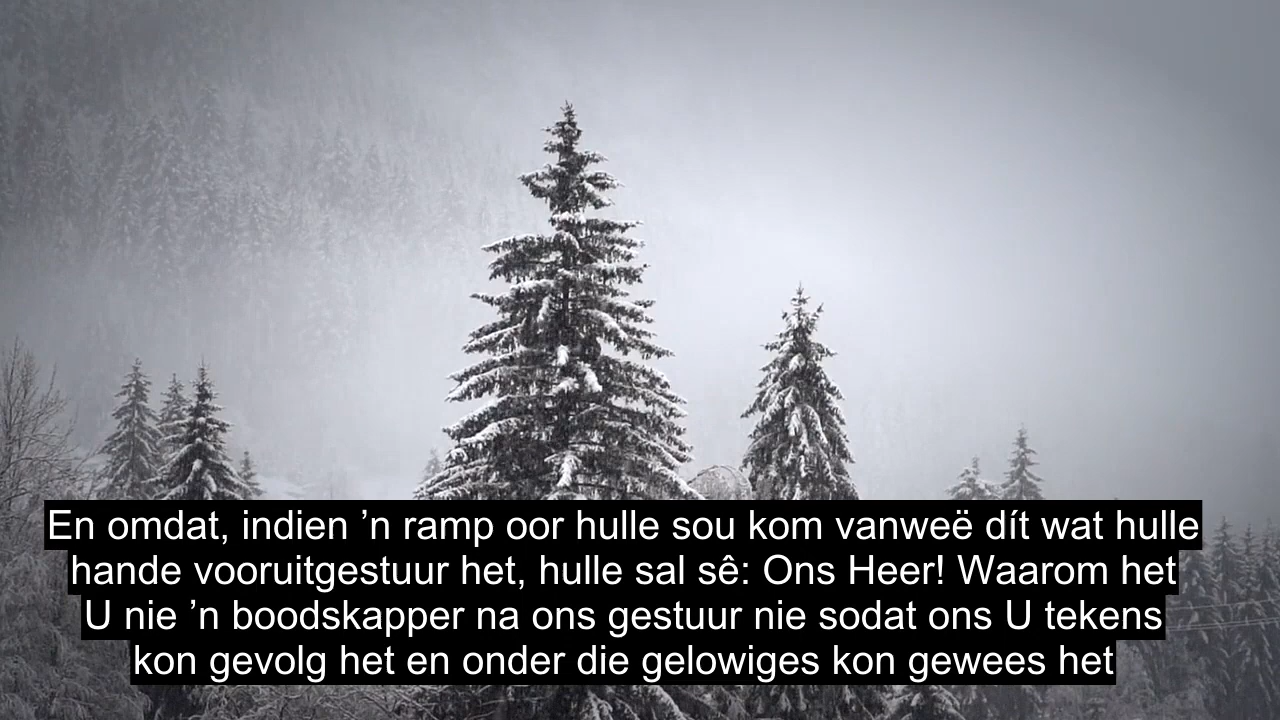 En omdat, indien ’n ramp oor hulle sou kom vanweë dít wat hulle
hande vooruitgestuur het, hulle sal sê: Ons Heer! Waarom het
U nie ’n boodskapper na ons gestuur nie sodat ons U tekens
kon gevolg het en onder die gelowiges kon gewees het